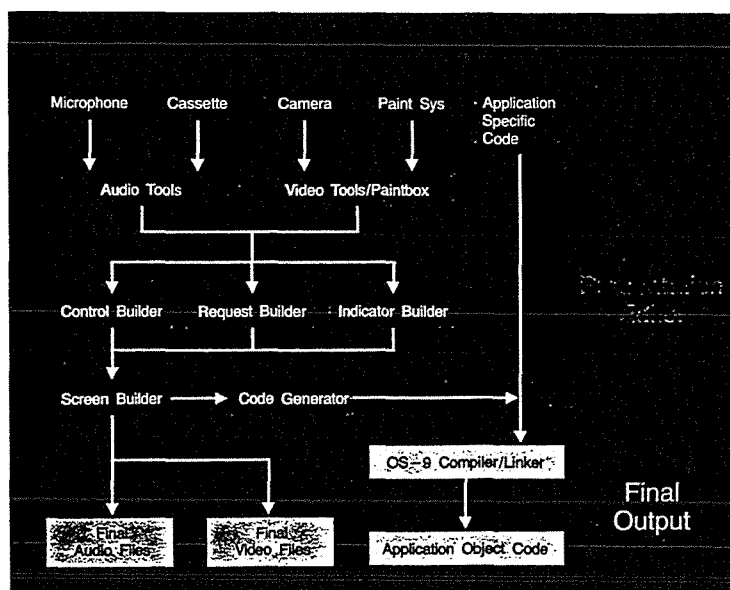 Microphone
Cassette
Camera
Paint Sys
Application
Specific
Code
Audio Tools
Video Tools/Paintbox
Control Builder
Request Builder
Indicator Builder
Screen Builder
Code Generator
OS-9 Compiler/Linker
Final
Output
Final
Audio Files
Final
Video Files
Application Object Code